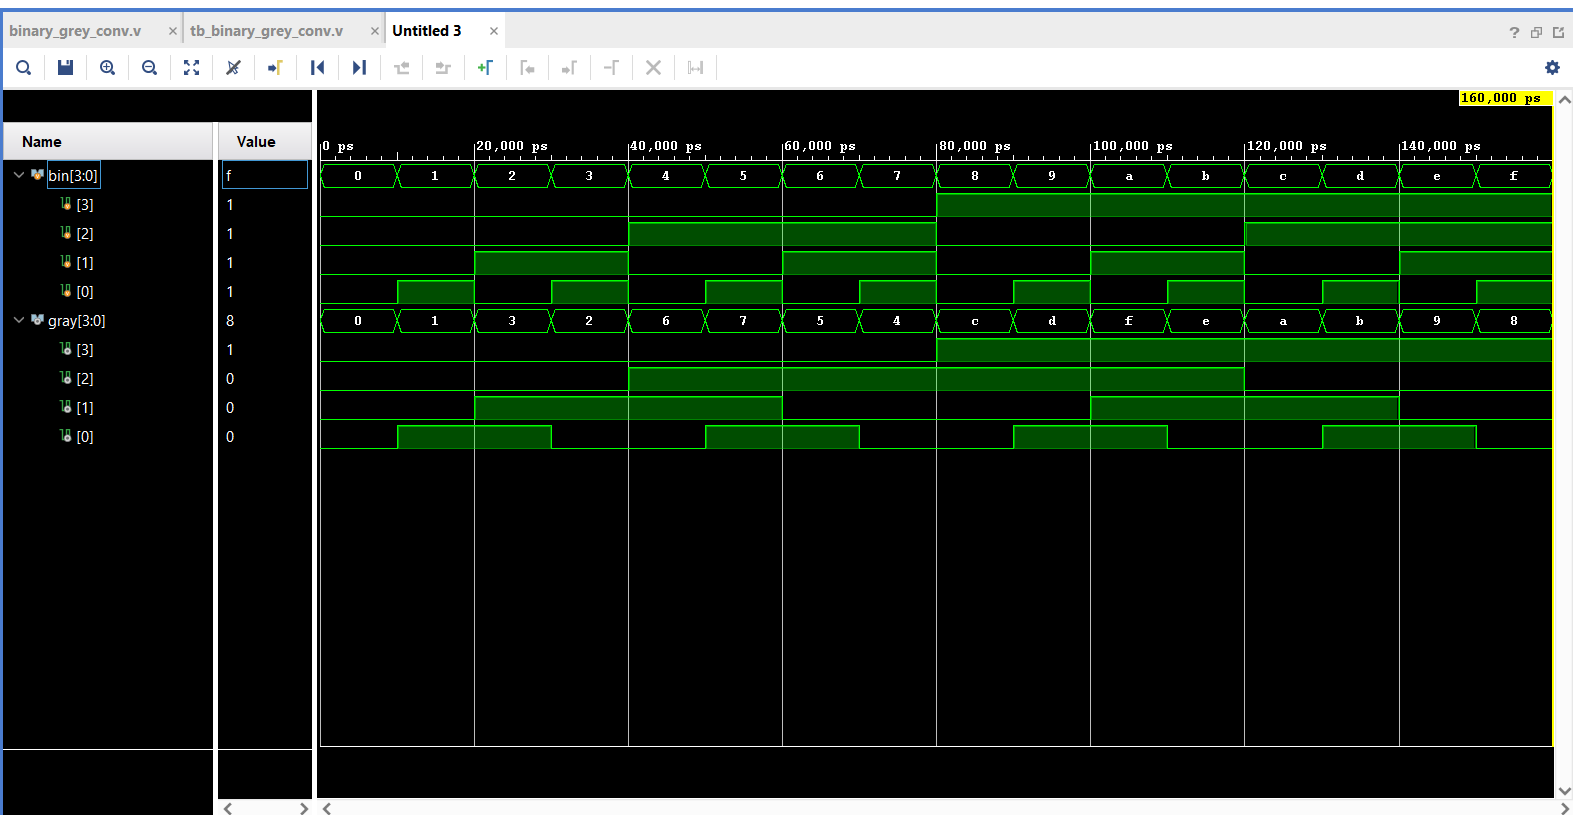 binary_grey_conv.v × tb_binary_grey_conv.v × Untitled 3 ×
?
160,000 ps
Name Value
0 ps 20,000 ps 40,000 ps 60,000 ps 80,000 ps 100,000 ps 120,000 ps 140,000 ps
bin[3:0] f 0 1 2 3 4 5 6 7 8 9 a b c d e f
[3] 1
[2] 1
[1] 1
[0] 1
gray[3:0] 8 0 1 3 2 6 7 5 4 c d f e a b 9 8
[3] 1
[2] 0
[1] 0
[0] 0